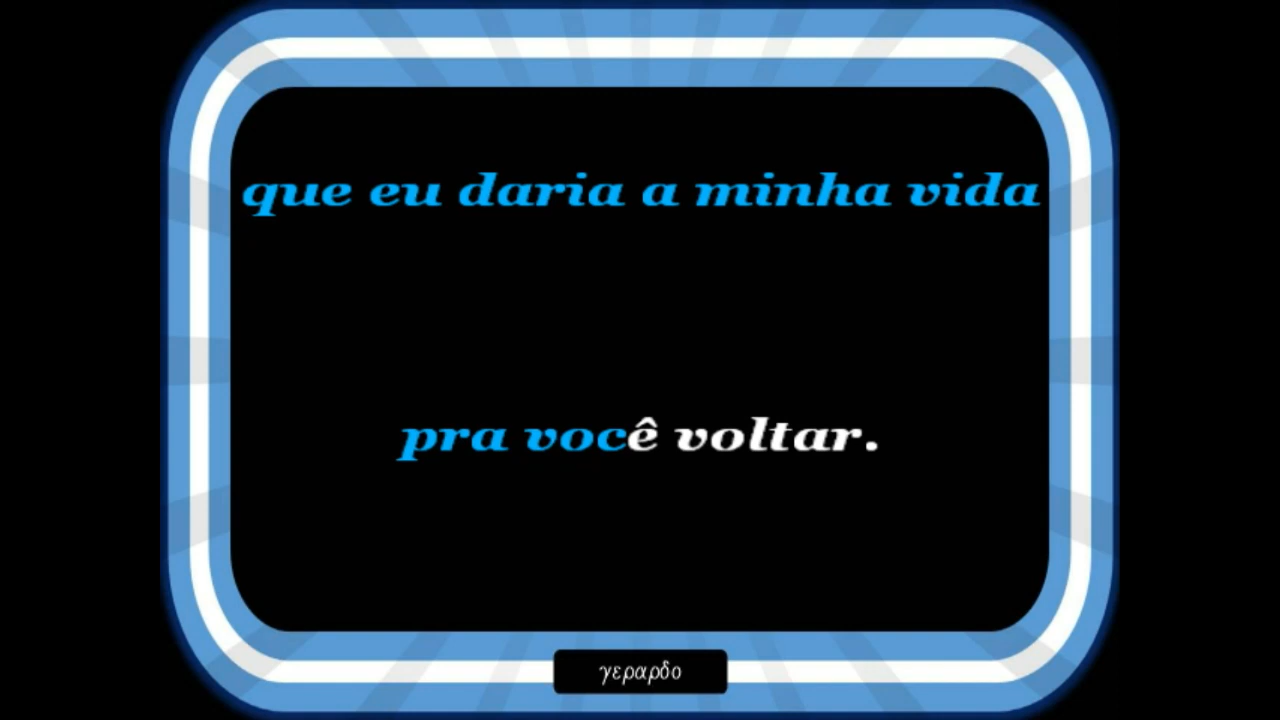 que eu daria a minha vida
pra você voltar.
γεραρδο